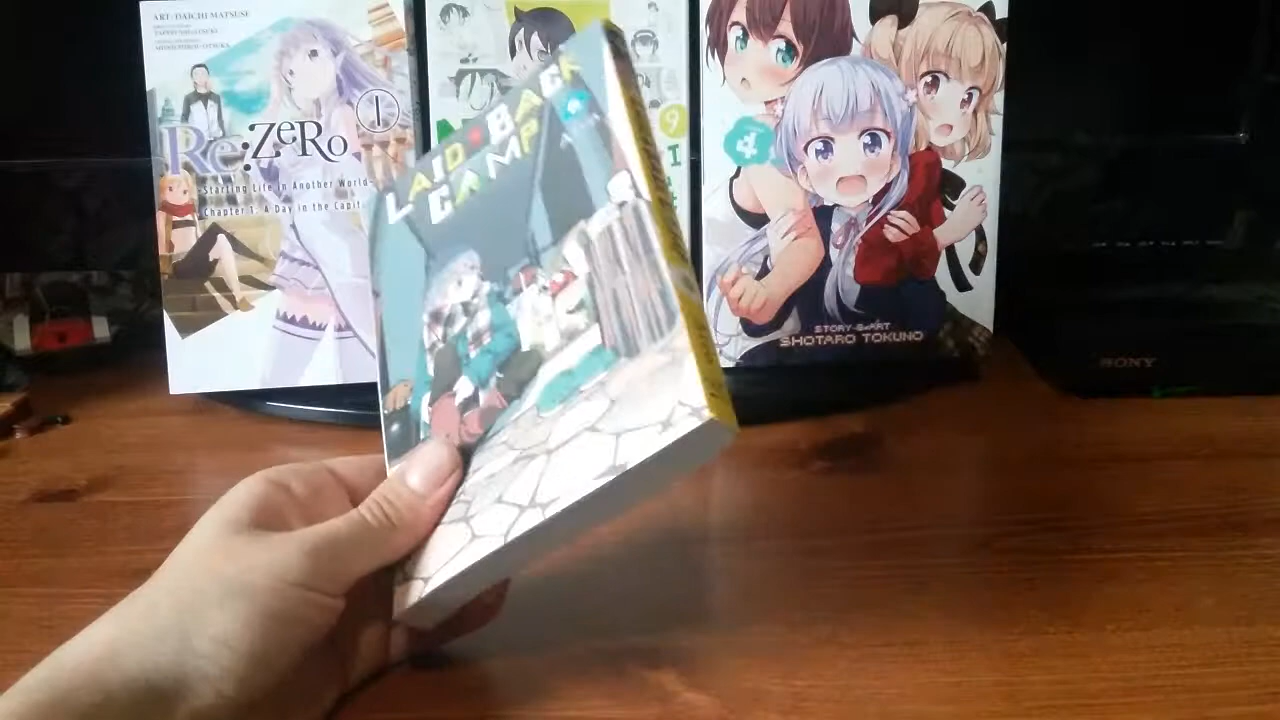 ART: DAICHI MATSUSE
Re:ZeRo
①
-Starting Life in Another World-
Chapter 1: A Day in the Capit
LAID-BACK
CAMP
9
4
STORY & ART
SHOTARO TOKUNO
SONY